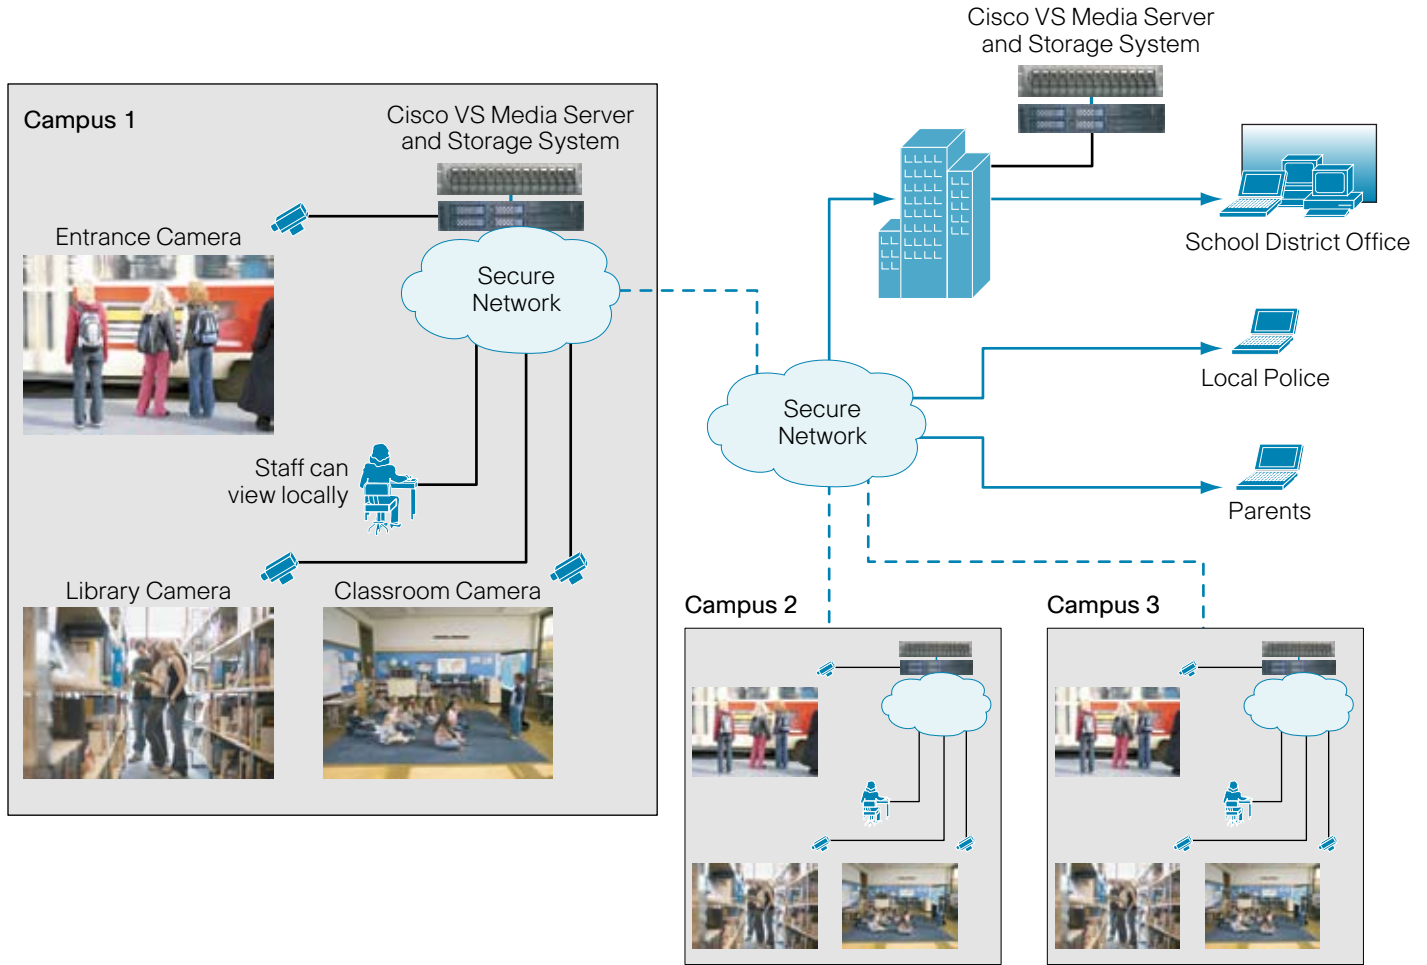 Cisco VS Media Server
and Storage System
Campus 1
Cisco VS Media Server
and Storage System
Entrance Camera
Secure
Network
School District Office
Local Police
Secure
Network
Staff can
view locally
Parents
Library Camera
Classroom Camera
Campus 2
Campus 3